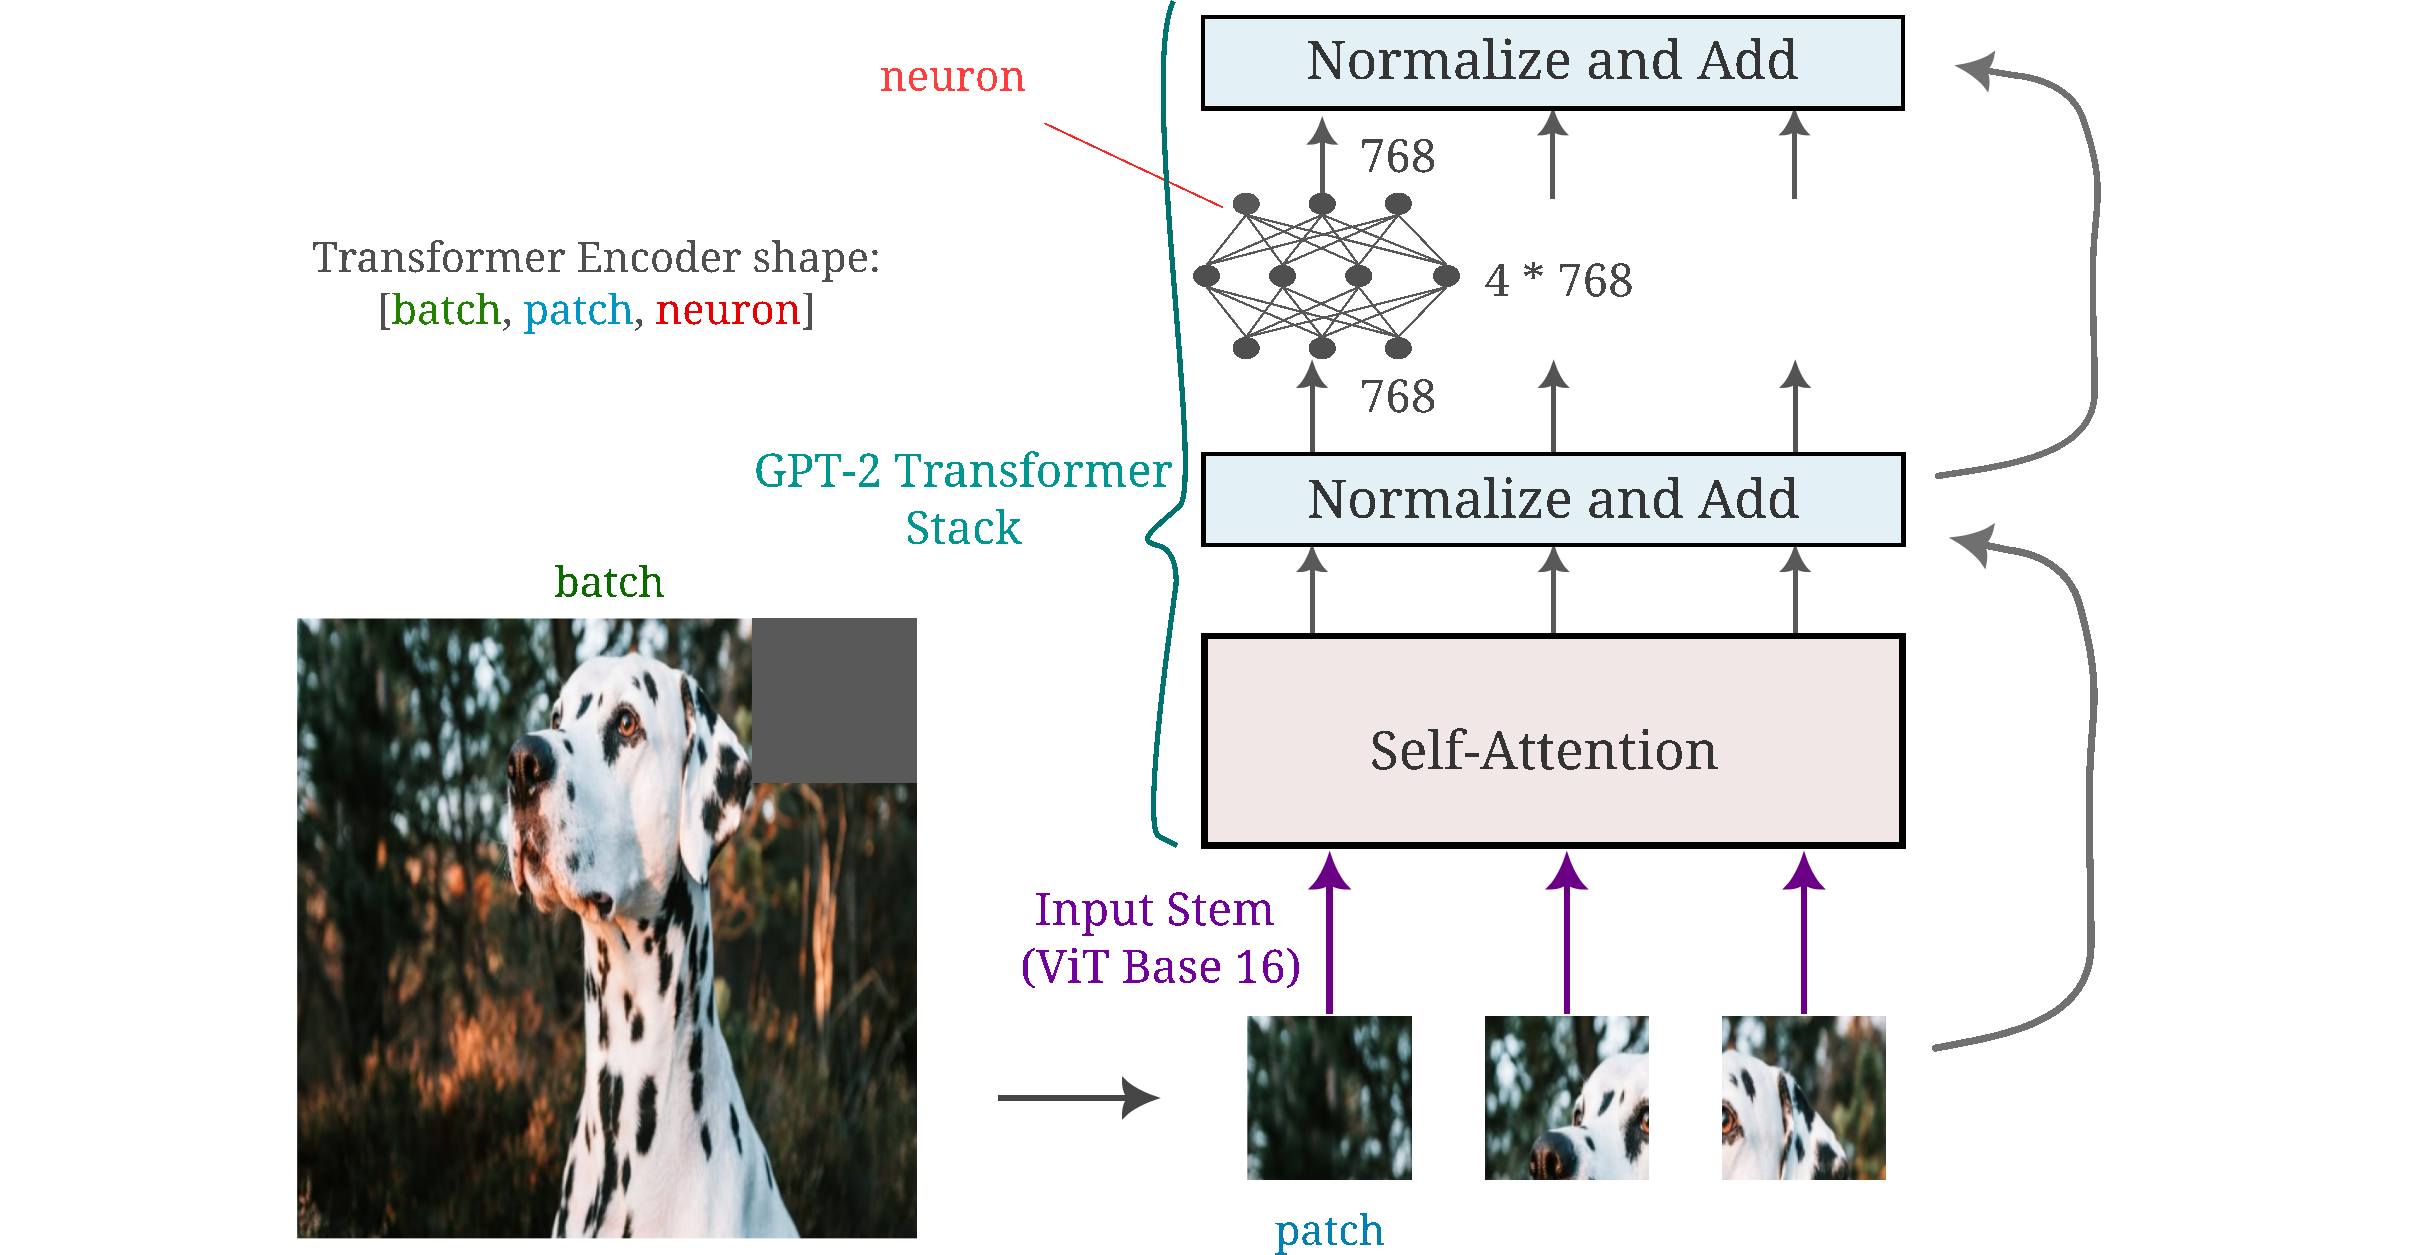 Normalize and Add
neuron
768
Transformer Encoder shape:
[batch, patch, neuron]
4 * 768
768
GPT-2 Transformer
Stack
Normalize and Add
batch
Self-Attention
Input Stem
(ViT Base 16)
patch